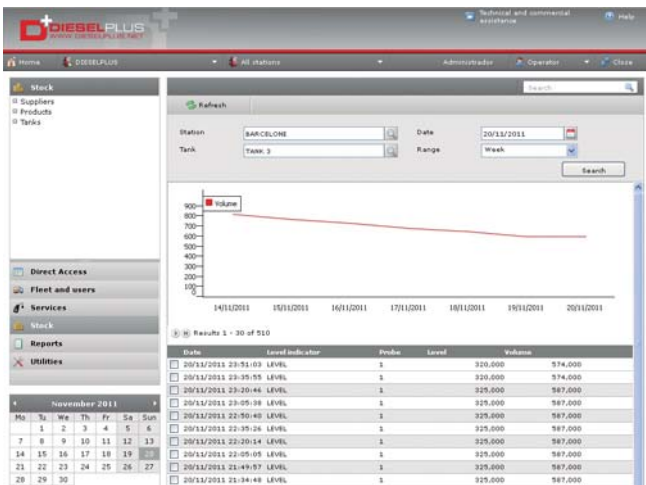 DIESELPLUS
WWW.DIESELPLUS.NET
Technical and commercial assistance
Help
Home
DIESELPLUS
All stations
Administrador
Operator
Close
Stock
Suppliers
Products
Tanks
Direct Access
Fleet and users
Services
Stock
Reports
Utilities
November 2011
Mo Tu We Th Fr Sa Sun
1 2 3 4 5 6
7 8 9 10 11 12 13
14 15 16 17 18 19 20
21 22 23 24 25 26 27
28 29 30
Search
Refresh
Station BARCELONE Date 20/11/2011
Tank TANK 3 Range Week
Search
Volume
900
800
700
600
500
400
300
200
100
0
14/11/2011 15/11/2011 16/11/2011 17/11/2011 18/11/2011 19/11/2011 20/11/2011
Results 1 - 30 of 510
Date Level indicator Probe Level Volume
20/11/2011 23:51:03 LEVEL 1 320,000 574,000
20/11/2011 23:35:55 LEVEL 1 320,000 574,000
20/11/2011 23:20:46 LEVEL 1 325,000 587,000
20/11/2011 23:05:38 LEVEL 1 325,000 587,000
20/11/2011 22:50:40 LEVEL 1 325,000 587,000
20/11/2011 22:35:26 LEVEL 1 325,000 587,000
20/11/2011 22:20:14 LEVEL 1 325,000 587,000
20/11/2011 22:05:05 LEVEL 1 325,000 587,000
20/11/2011 21:49:57 LEVEL 1 325,000 587,000
20/11/2011 21:34:48 LEVEL 1 325,000 587,000